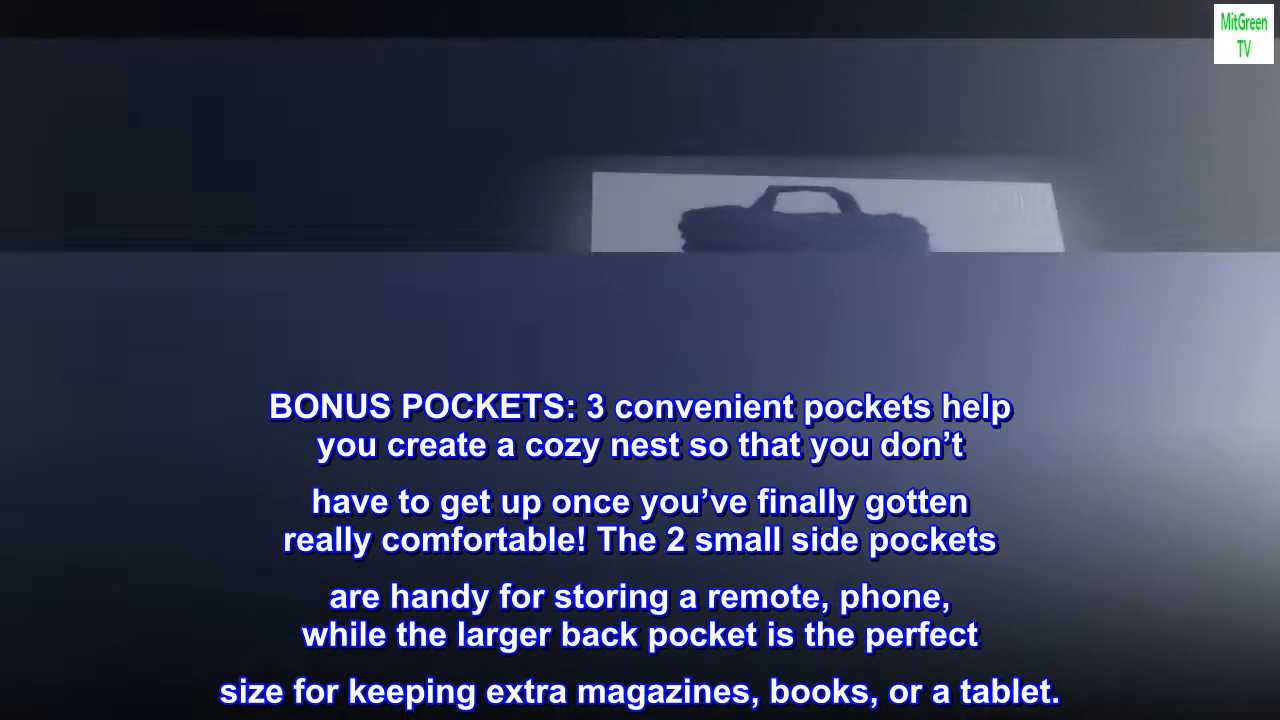 MitGreen
TV
BONUS POCKETS: 3 convenient pockets help
you create a cozy nest so that you don’t
have to get up once you’ve finally gotten
really comfortable! The 2 small side pockets
are handy for storing a remote, phone,
while the larger back pocket is the perfect
size for keeping extra magazines, books, or a tablet.